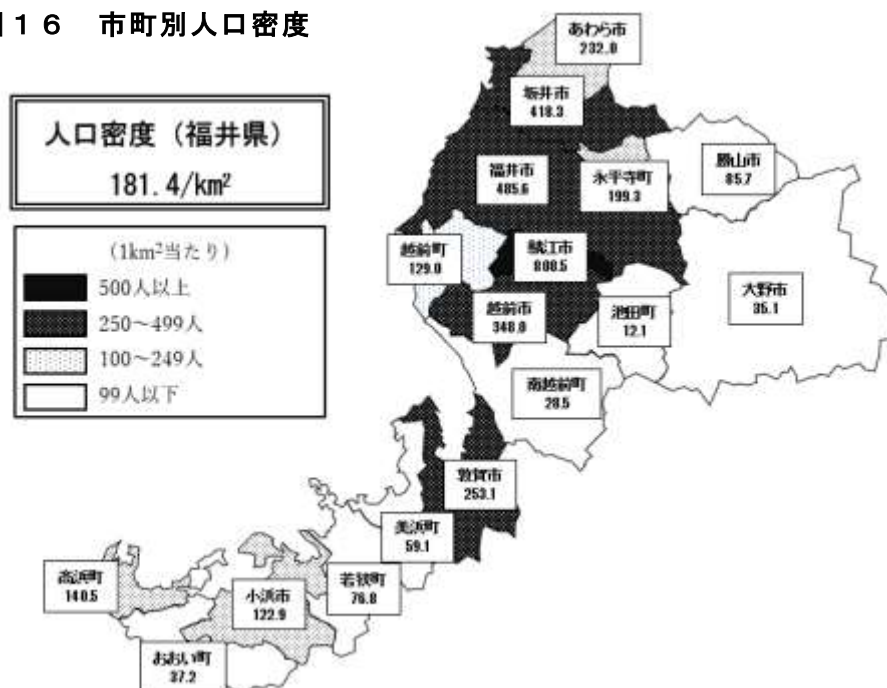 １６　市町別人口密度
人口密度（福井県）
181.4/km²
（1km²当たり）
500人以上
250～499人
100～249人
99人以下
あわら市
232.0
坂井市
418.3
福井市
485.6
永平寺町
199.3
勝山市
85.7
越前町
129.0
鯖江市
808.5
大野市
35.1
越前市
348.0
池田町
12.1
南越前町
28.5
敦賀市
253.1
美浜町
59.1
若狭町
76.8
高浜町
140.5
小浜市
122.9
おおい町
37.2